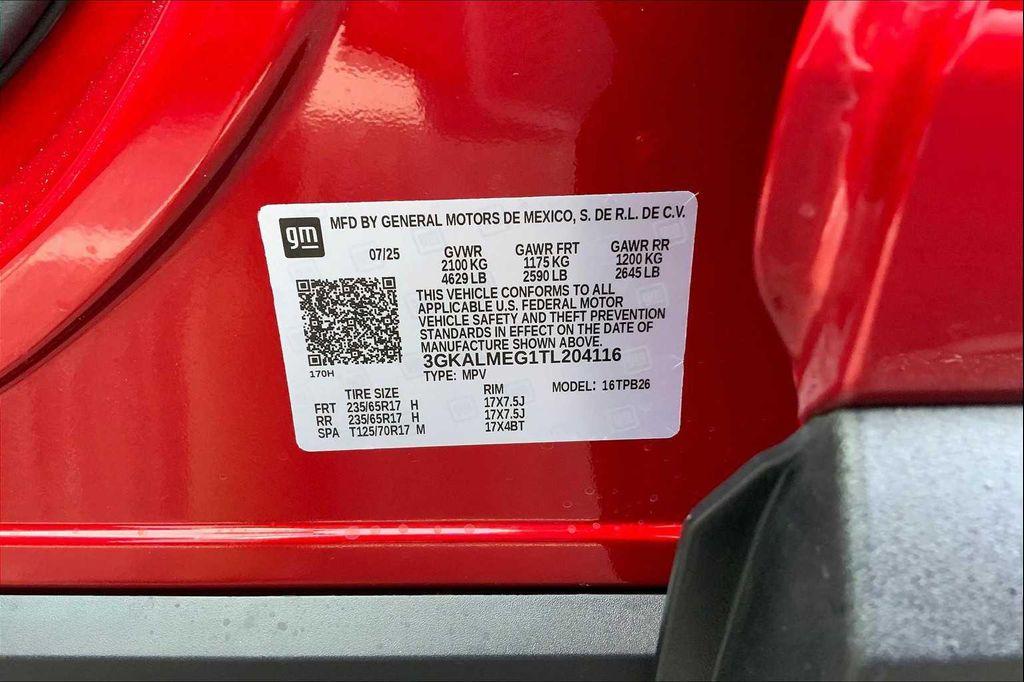 gm MFD BY GENERAL MOTORS DE MEXICO, S. DE R.L. DE C.V.
07/25 GVWR GAWR FRT GAWR RR
2100 KG 1175 KG 1200 KG
4629 LB 2590 LB 2645 LB
THIS VEHICLE CONFORMS TO ALL
APPLICABLE U.S. FEDERAL MOTOR
VEHICLE SAFETY AND THEFT PREVENTION
STANDARDS IN EFFECT ON THE DATE OF
MANUFACTURE SHOWN ABOVE.
3GKALMEG1TL204116
170H
TYPE: MPV
MODEL: 16TPB26
TIRE SIZE RIM
FRT 235/65R17 H 17X7.5J
RR 235/65R17 H 17X7.5J
SPA T125/70R17 M 17X4BT